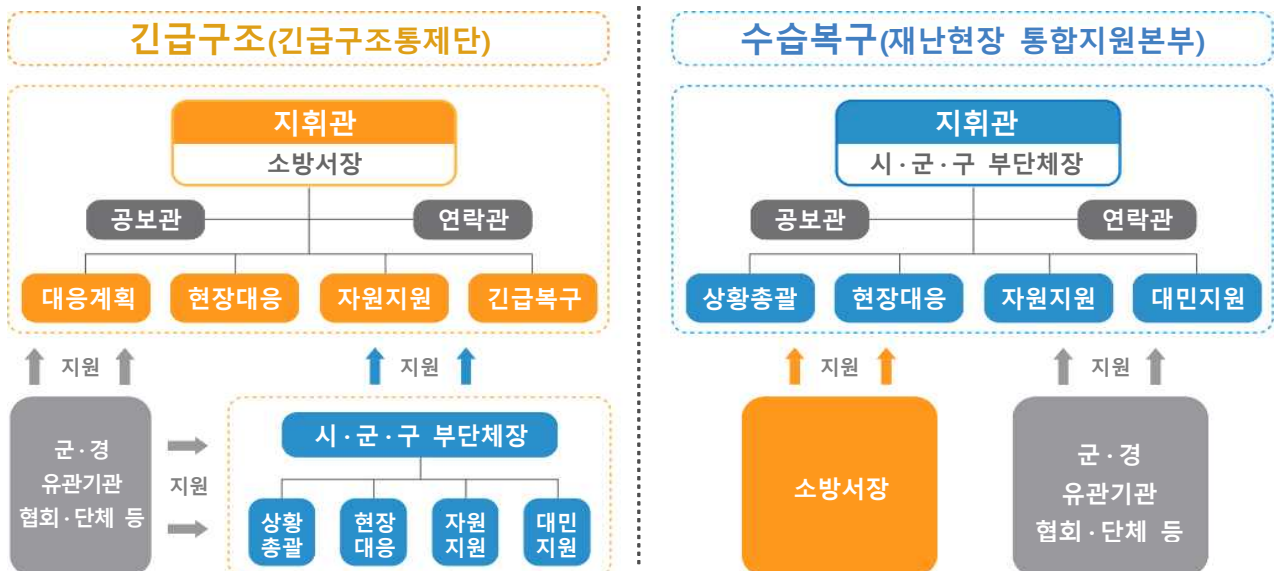 긴급구조(긴급구조통제단)
지휘관
소방서장
공보관
연락관
대응계획
현장대응
자원지원
긴급복구
지원
지원
군·경
유관기관
협회·단체 등
지원
시·군·구 부단체장
상황
총괄
현장
대응
자원
지원
대민
지원
수습복구(재난현장 통합지원본부)
지휘관
시·군·구 부단체장
공보관
연락관
상황총괄
현장대응
자원지원
대민지원
지원
지원
소방서장
군·경
유관기관
협회·단체 등